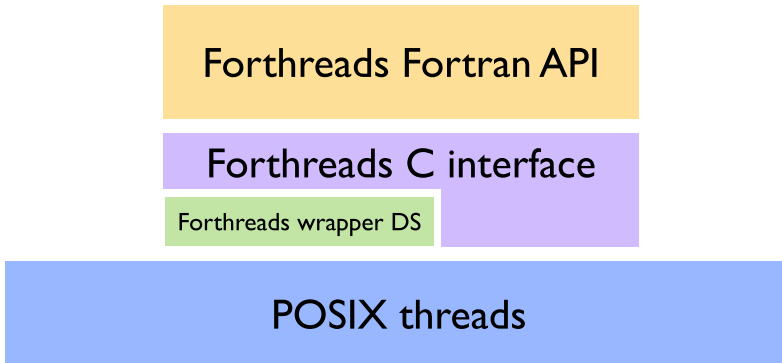 Forthreads Fortran API
Forthreads C interface
Forthreads wrapper DS
POSIX threads